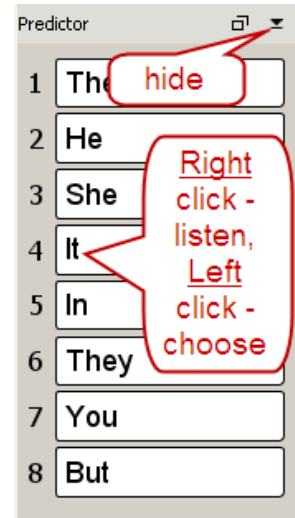 Predictor
hide
1 The
2 He
3 She
4 It
5 In
6 They
7 You
8 But
Right
click -
listen,
Left
click -
choose